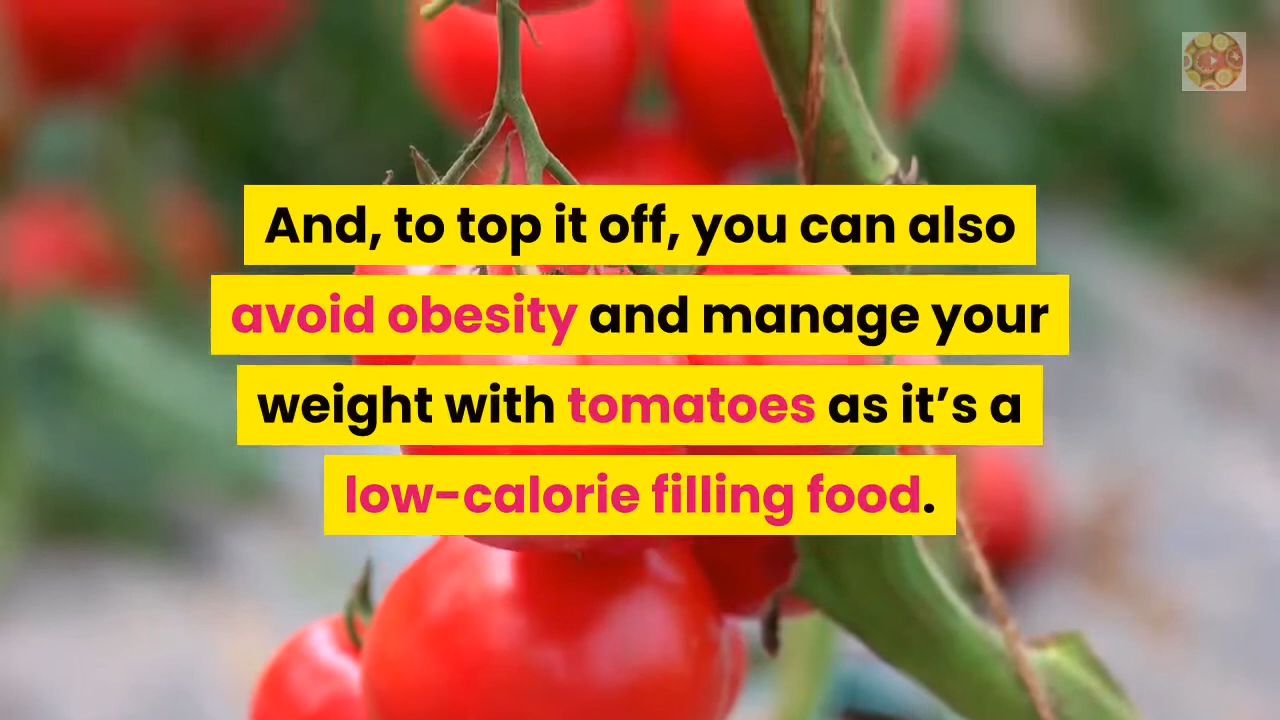 And, to top it off, you can also
avoid obesity and manage your
weight with tomatoes as it’s a
low-calorie filling food.